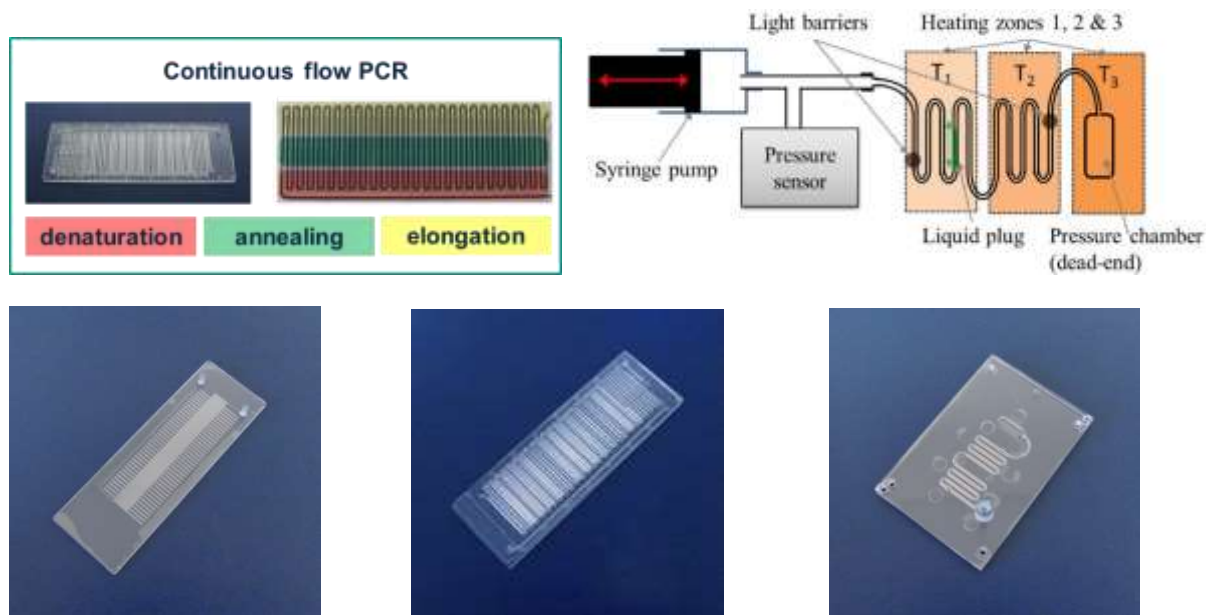 Continuous flow PCR
denaturation
annealing
elongation
Light barriers
Heating zones 1, 2 & 3
T1
T2
T3
Syringe pump
Pressure
sensor
Liquid plug
Pressure chamber
(dead-end)